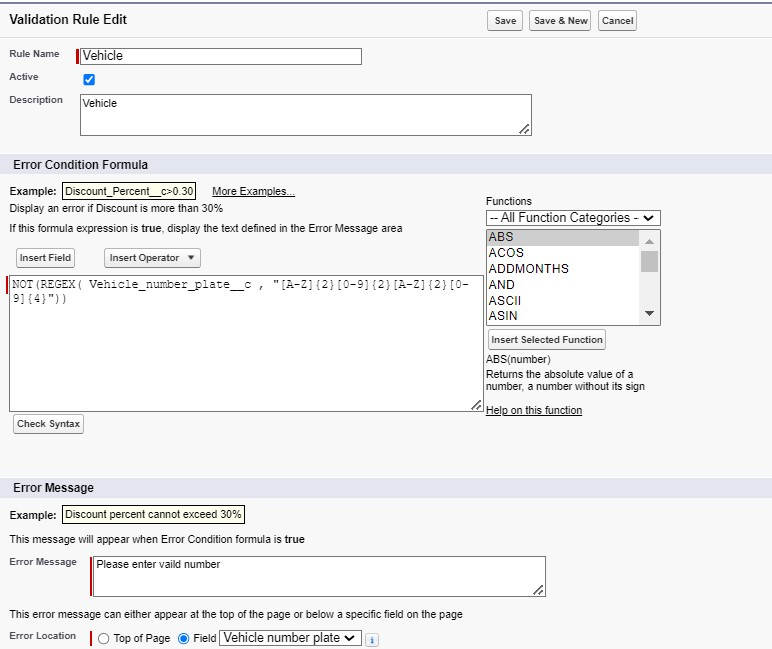 Validation Rule Edit
Save
Save & New
Cancel
Rule Name
Vehicle
Active
Description
Vehicle
Error Condition Formula
Example: Discount_Percent__c>0.30 More Examples...
Display an error if Discount is more than 30%
If this formula expression is true, display the text defined in the Error Message area
Insert Field
Insert Operator
NOT(REGEX( Vehicle_number_plate__c , "[A-Z]{2}[0-9]{2}[A-Z]{2}[0-
9]{4}"))
Check Syntax
Functions
-- All Function Categories -
ABS
ACOS
ADDMONTHS
AND
ASCII
ASIN
Insert Selected Function
ABS(number)
Returns the absolute value of a
number, a number without its sign
Help on this function
Error Message
Example: Discount percent cannot exceed 30%
This message will appear when Error Condition formula is true
Error Message
Please enter vaild number
This error message can either appear at the top of the page or below a specific field on the page
Error Location Top of Page Field Vehicle number plate i